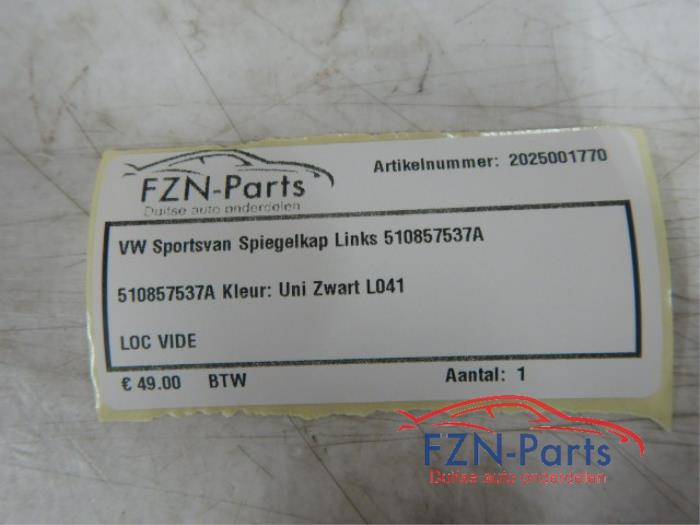 FZN-Parts
Duitse auto onderdelen
Artikelnummer: 2025001770
VW Sportsvan Spiegelkap Links 510857537A
510857537A Kleur: Uni Zwart L041
LOC VIDE
€ 49.00 BTW
Aantal: 1
FZN-Parts
Duitse auto onderdelen